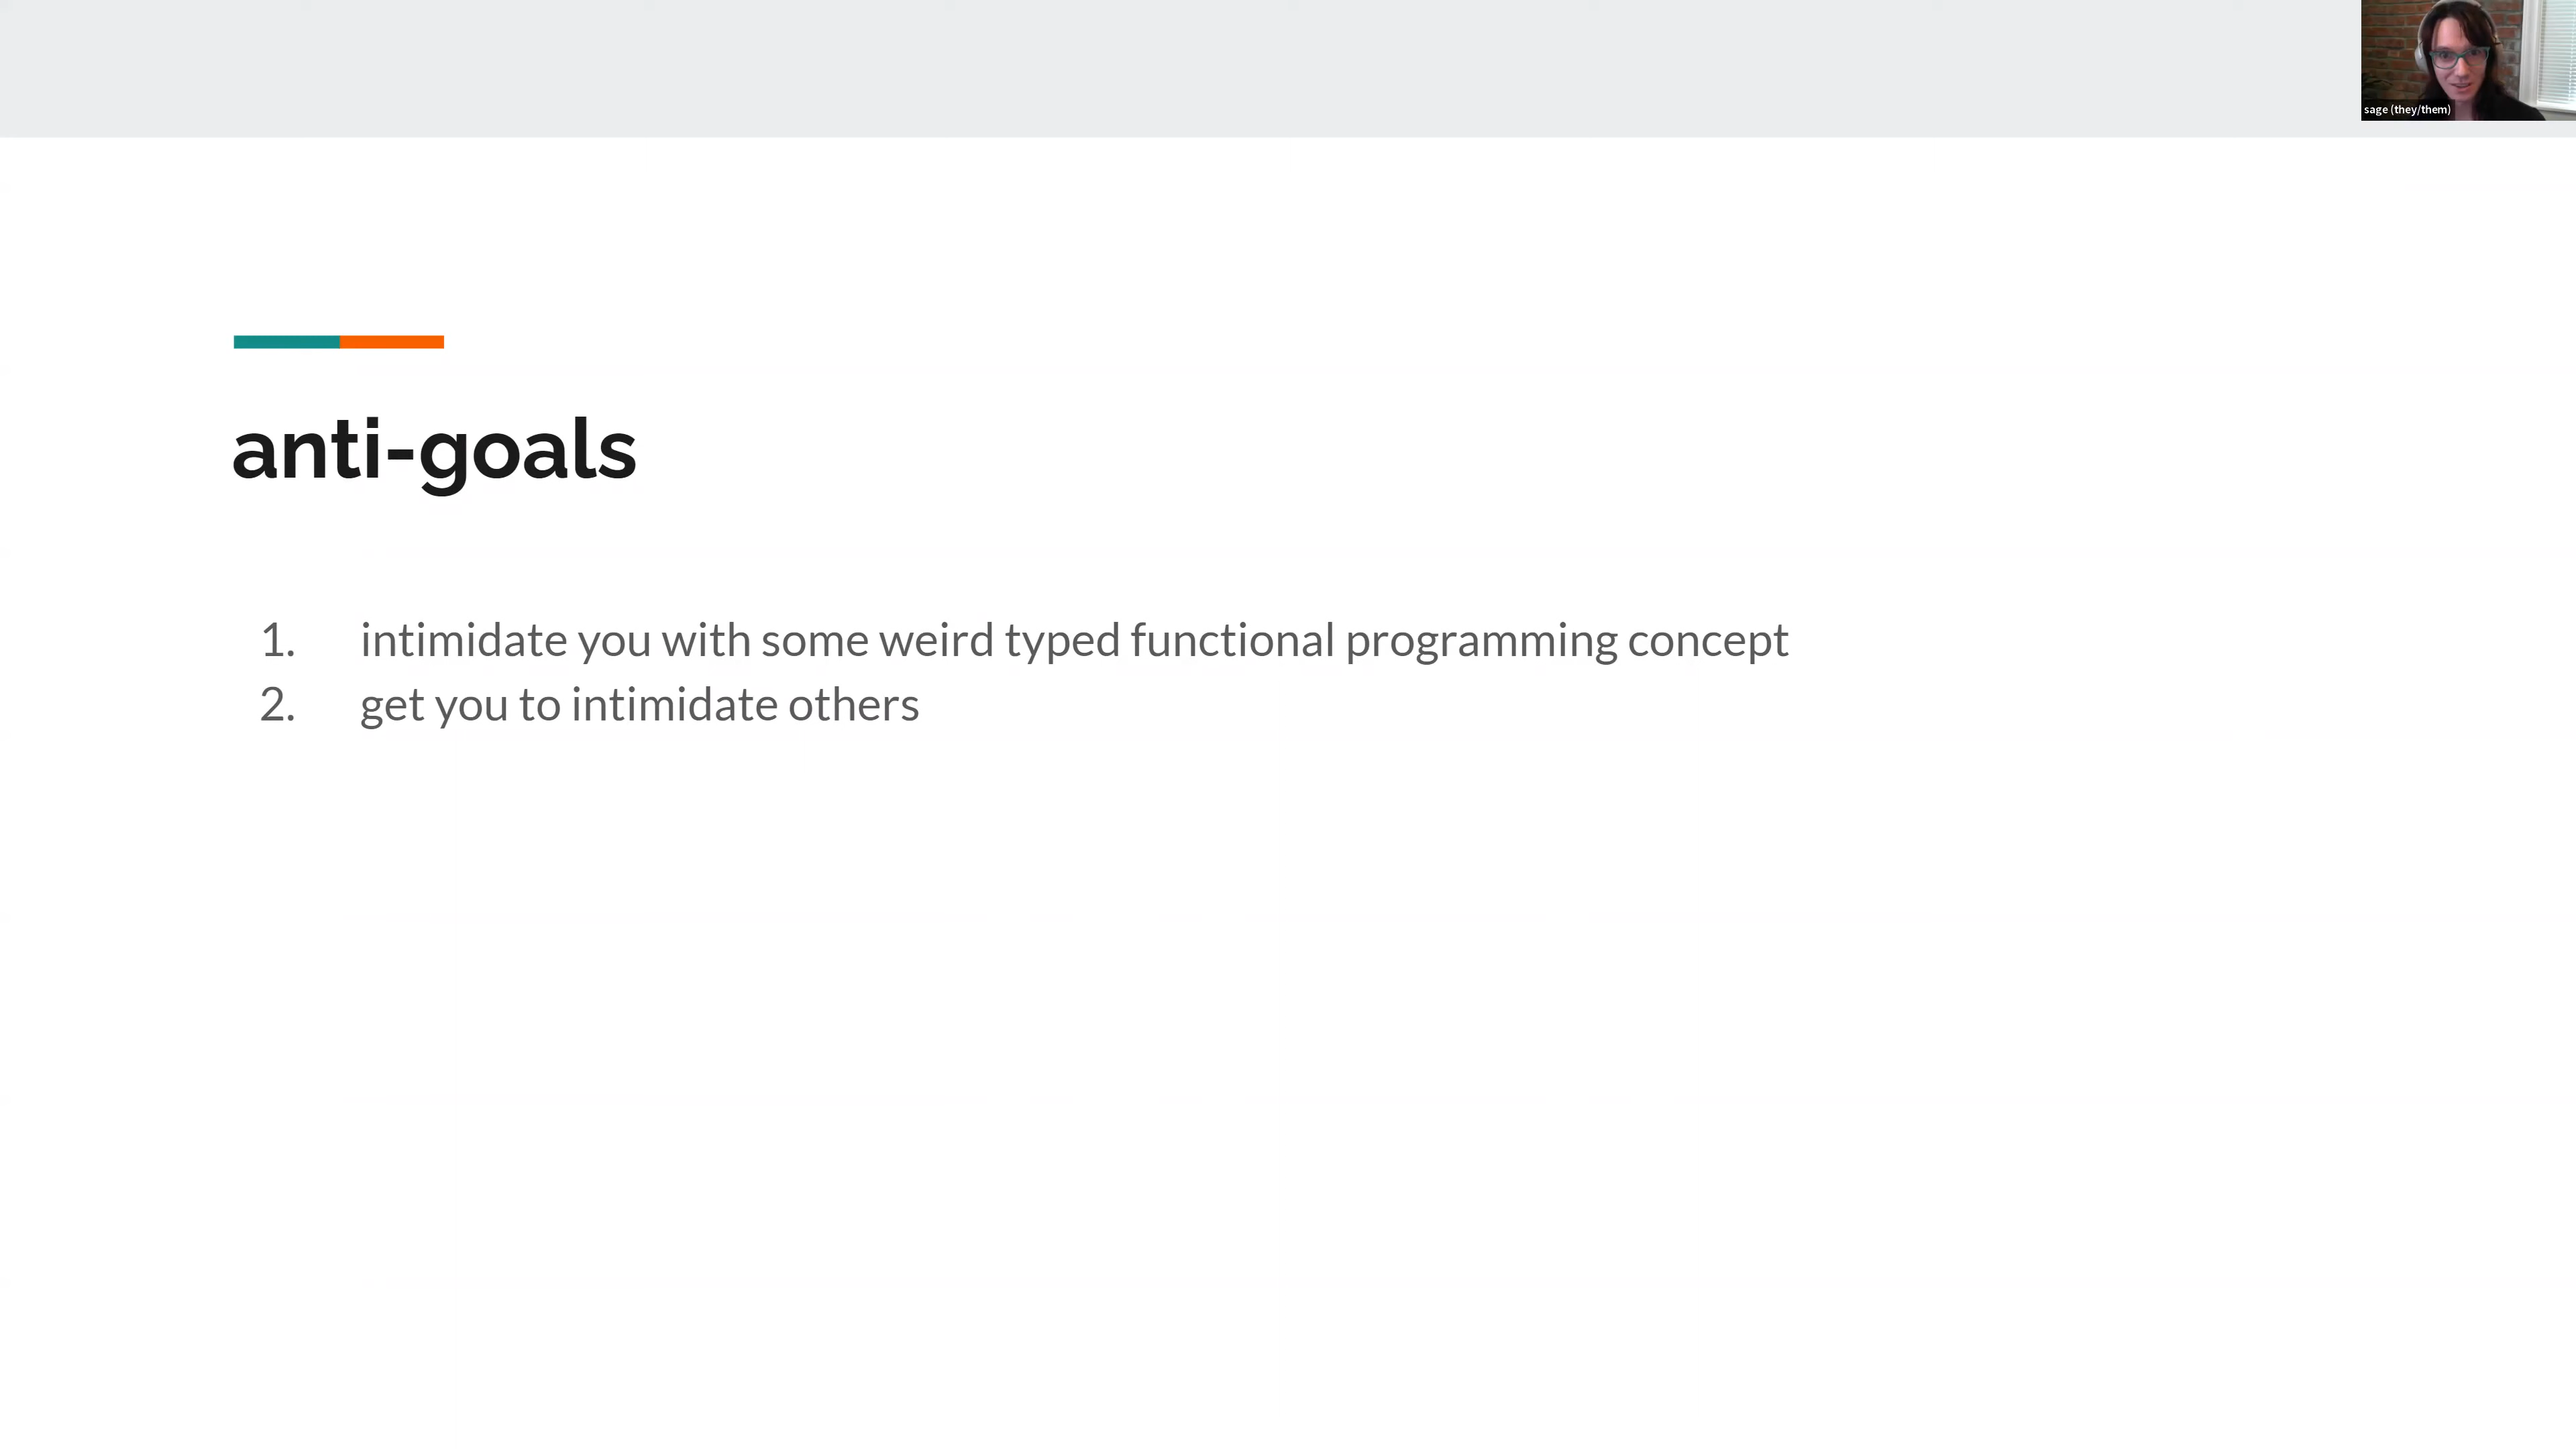 sage (they/them)
anti-goals
1. intimidate you with some weird typed functional programming concept
2. get you to intimidate others